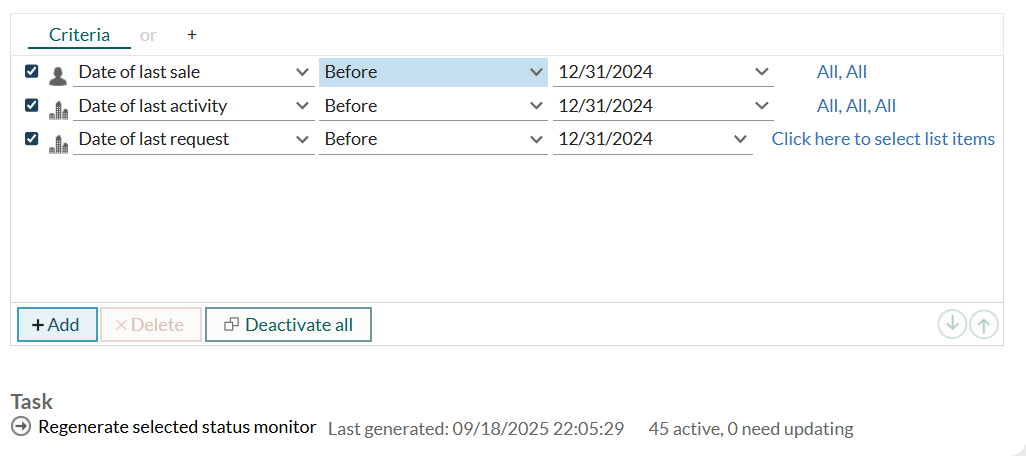 Criteria or +
Date of last sale Before 12/31/2024 All, All
Date of last activity Before 12/31/2024 All, All, All
Date of last request Before 12/31/2024 Click here to select list items
+ Add × Delete Deactivate all
Task
Regenerate selected status monitor Last generated: 09/18/2025 22:05:29 45 active, 0 need updating